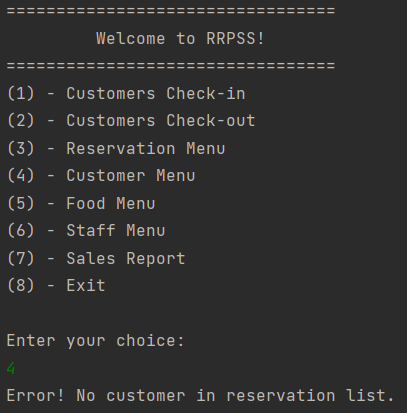 =================================
Welcome to RRPSS!
=================================
(1) - Customers Check-in
(2) - Customers Check-out
(3) - Reservation Menu
(4) - Customer Menu
(5) - Food Menu
(6) - Staff Menu
(7) - Sales Report
(8) - Exit
Enter your choice:
4
Error! No customer in reservation list.